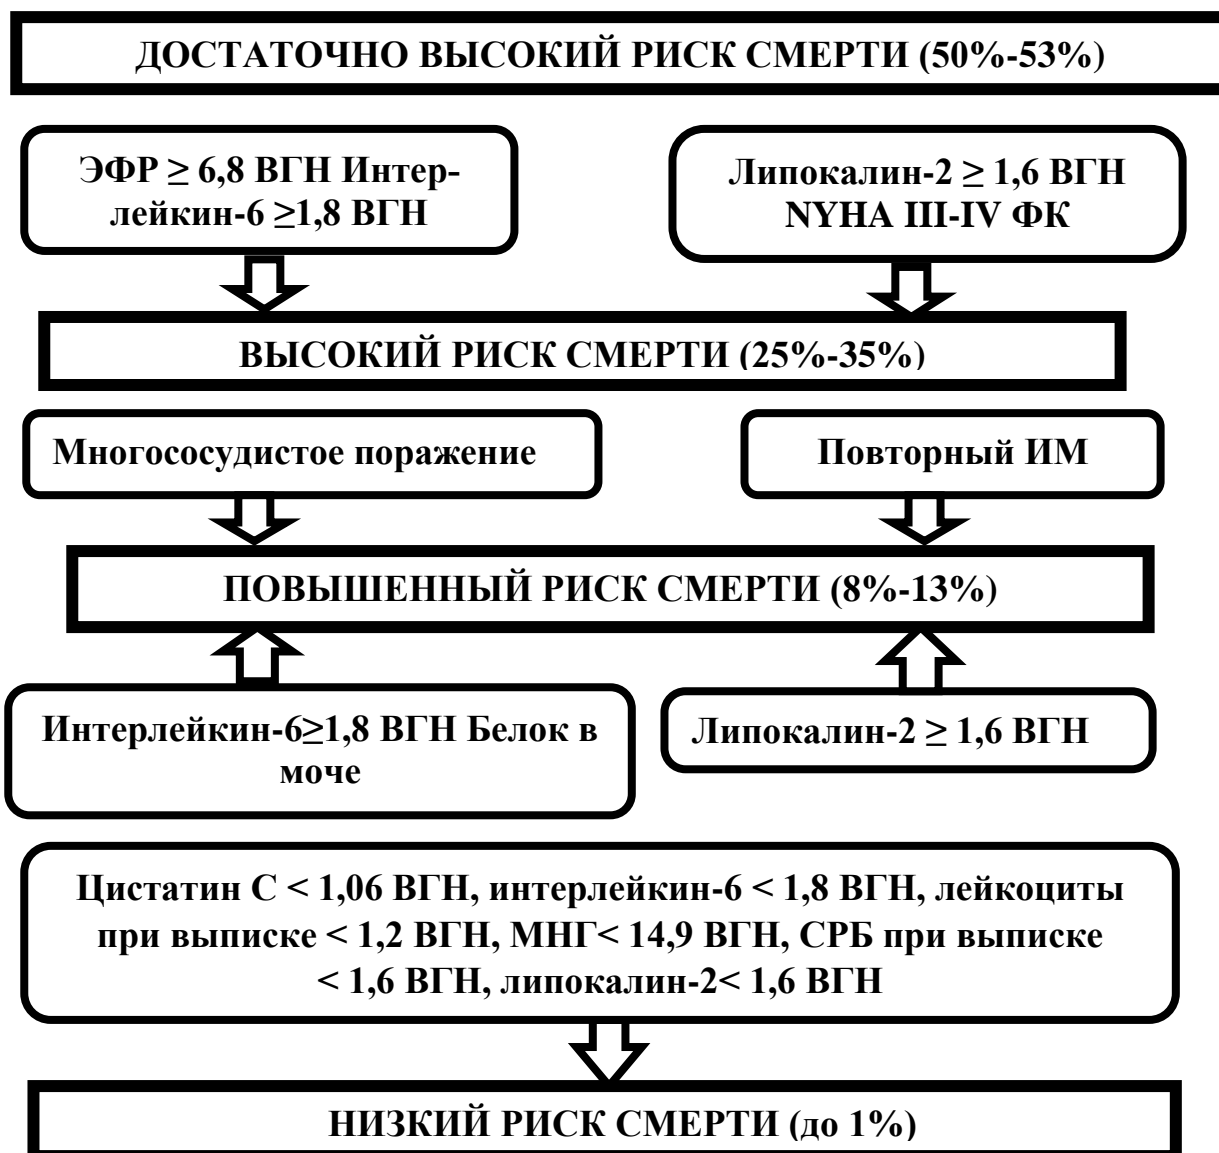 ДОСТАТОЧНО ВЫСОКИЙ РИСК СМЕРТИ (50%-53%)
ЭФР ≥ 6,8 ВГН Интер-
лейкин-6 ≥1,8 ВГН
Липокалин-2 ≥ 1,6 ВГН
NYHA III-IV ФК
ВЫСОКИЙ РИСК СМЕРТИ (25%-35%)
Многососудистое поражение
Повторный ИМ
ПОВЫШЕННЫЙ РИСК СМЕРТИ (8%-13%)
Интерлейкин-6≥1,8 ВГН Белок в
моче
Липокалин-2 ≥ 1,6 ВГН
Цистатин С < 1,06 ВГН, интерлейкин-6 < 1,8 ВГН, лейкоциты
при выписке < 1,2 ВГН, МНГ< 14,9 ВГН, СРБ при выписке
< 1,6 ВГН, липокалин-2< 1,6 ВГН
НИЗКИЙ РИСК СМЕРТИ (до 1%)